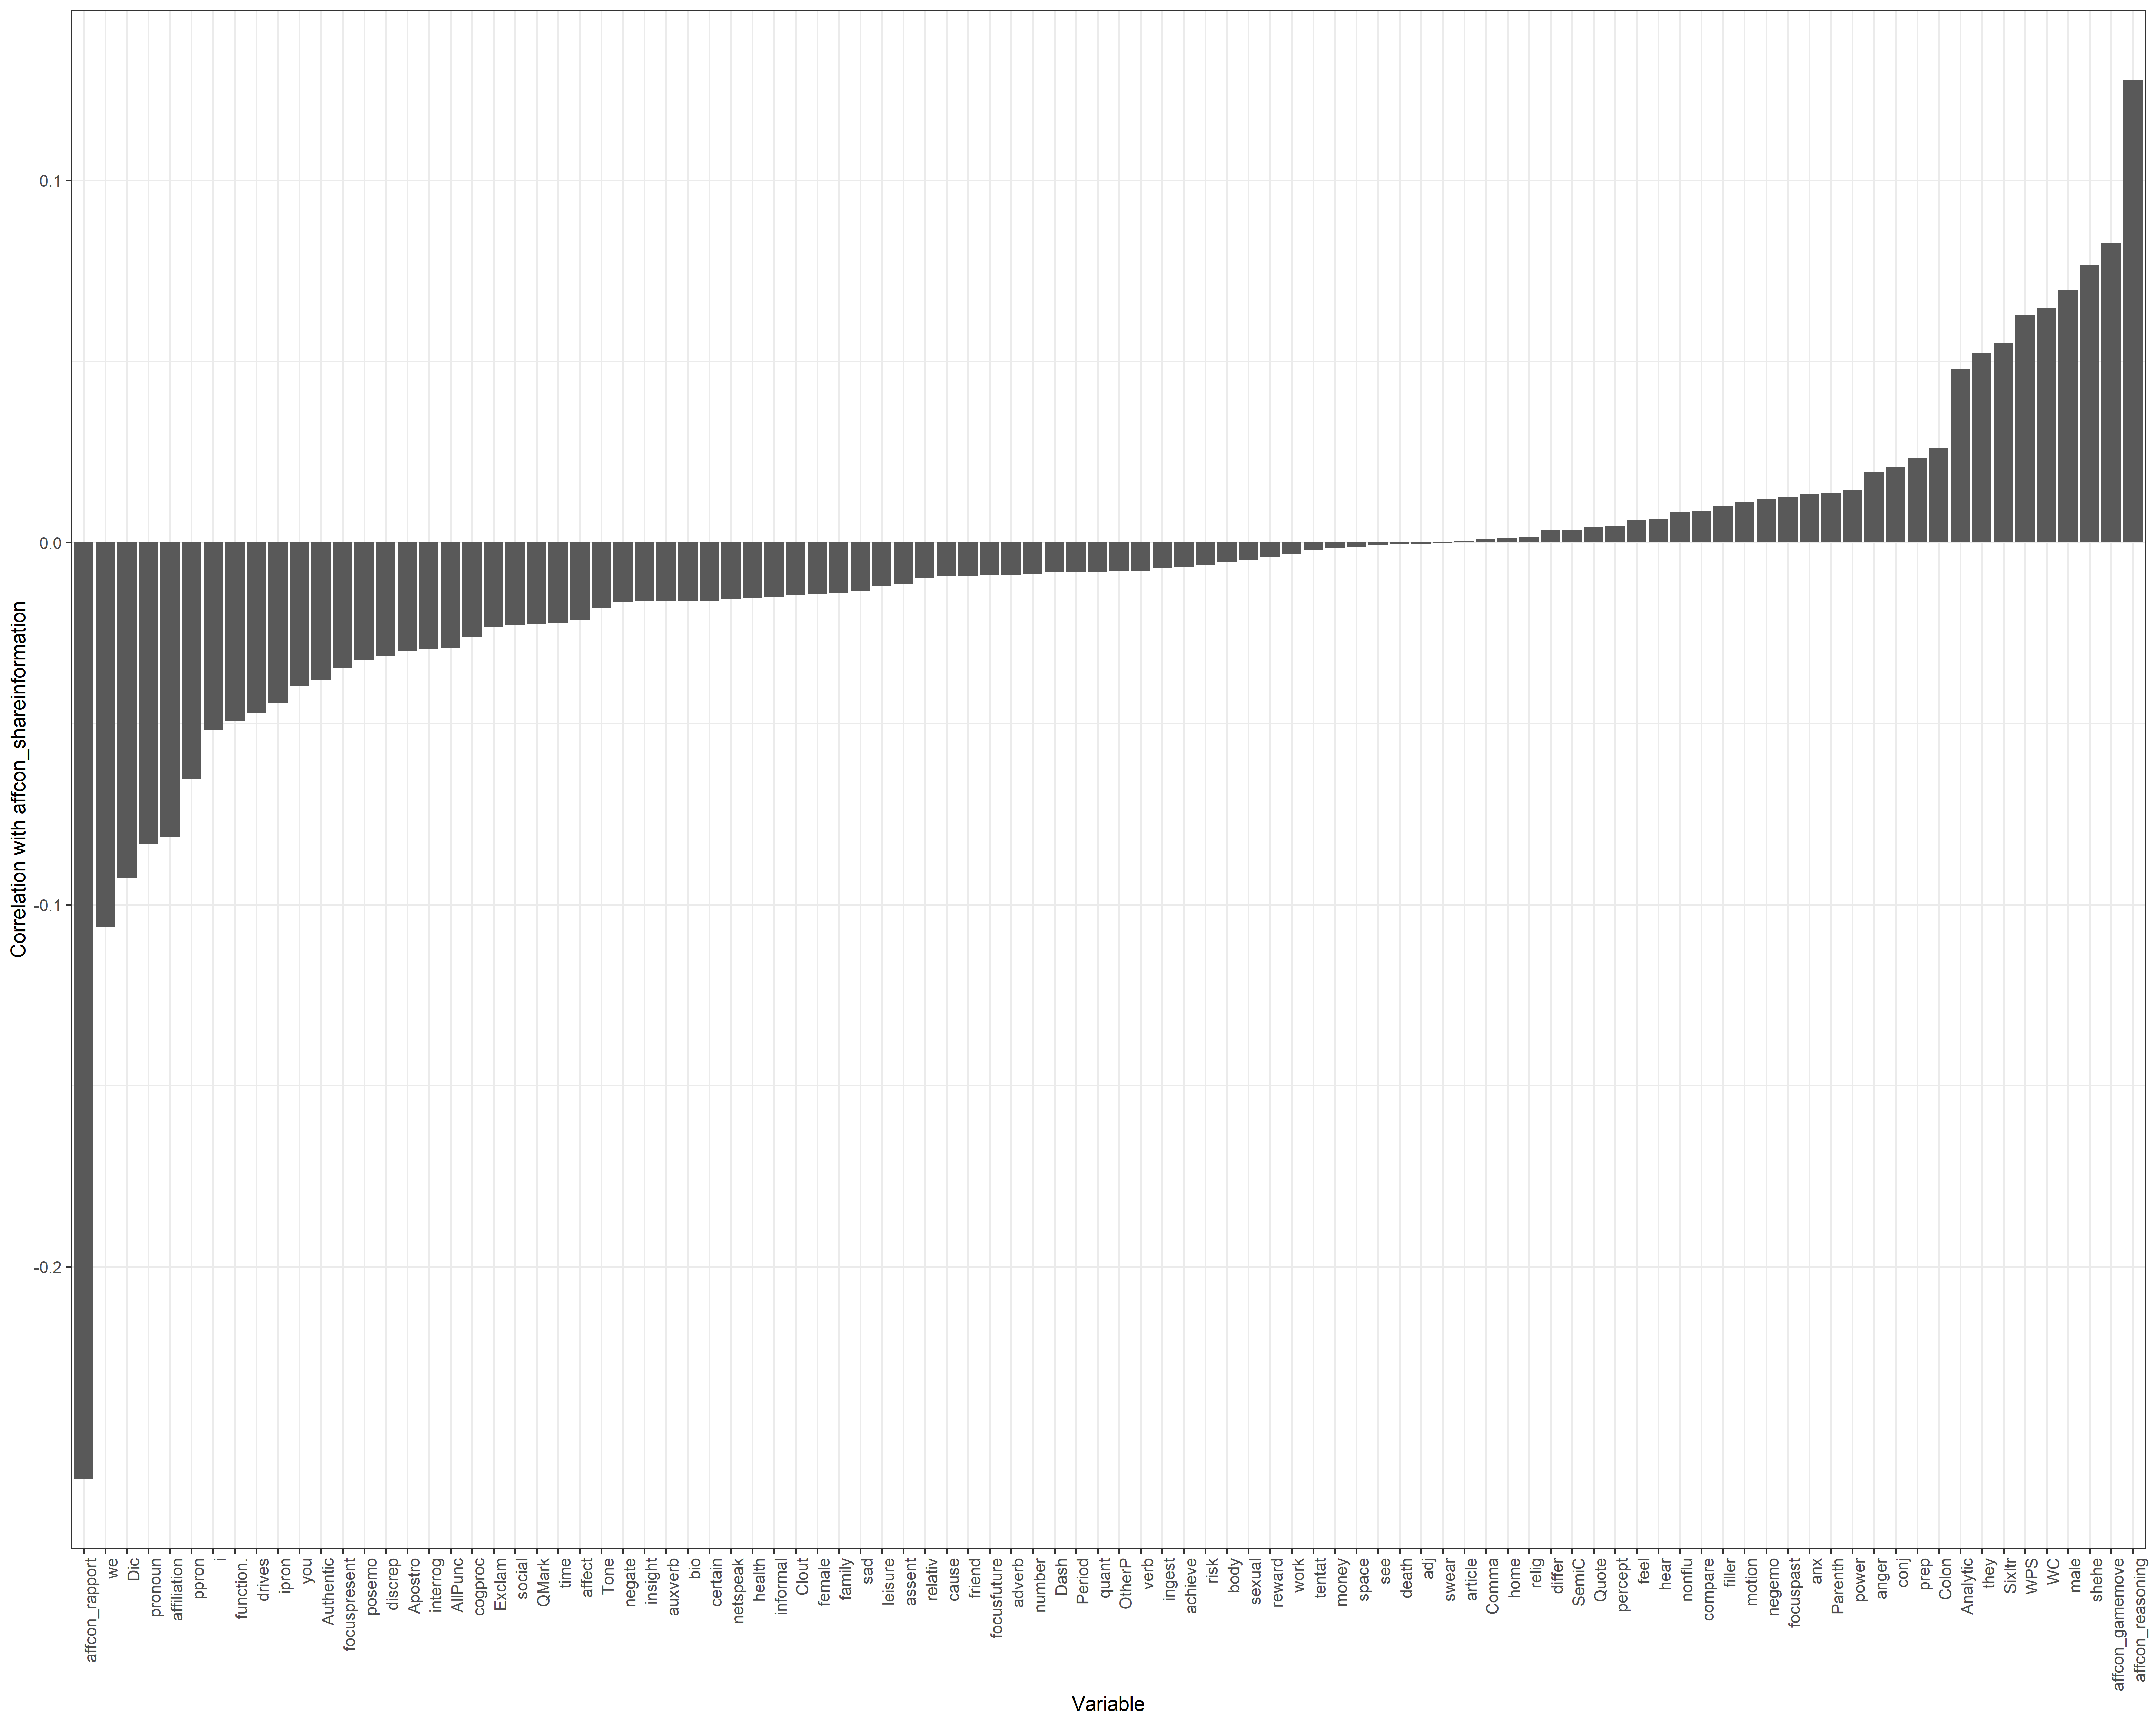 Correlation with affcon_shareinformation
0.1
0.0
-0.1
-0.2
affcon_rapport
we
Dic
pronoun
affiliation
ppron
i
function.
drives
ipron
you
Authentic
focuspresent
posemo
discrep
Apostro
interrog
AllPunc
cogproc
Exclam
social
QMark
time
affect
Tone
negate
insight
auxverb
bio
certain
netspeak
health
informal
Clout
female
family
sad
leisure
assent
relativ
cause
friend
focusfuture
adverb
number
Dash
Period
quant
OtherP
verb
ingest
achieve
risk
body
sexual
reward
work
tentat
money
space
see
death
adj
swear
article
Comma
home
relig
differ
SemiC
Quote
percept
feel
hear
nonflu
compare
filler
motion
negemo
focuspast
anx
Parenth
power
anger
conj
prep
Colon
Analytic
they
Sixltr
WPS
WC
male
shehe
affcon_gamemove
affcon_reasoning
Variable